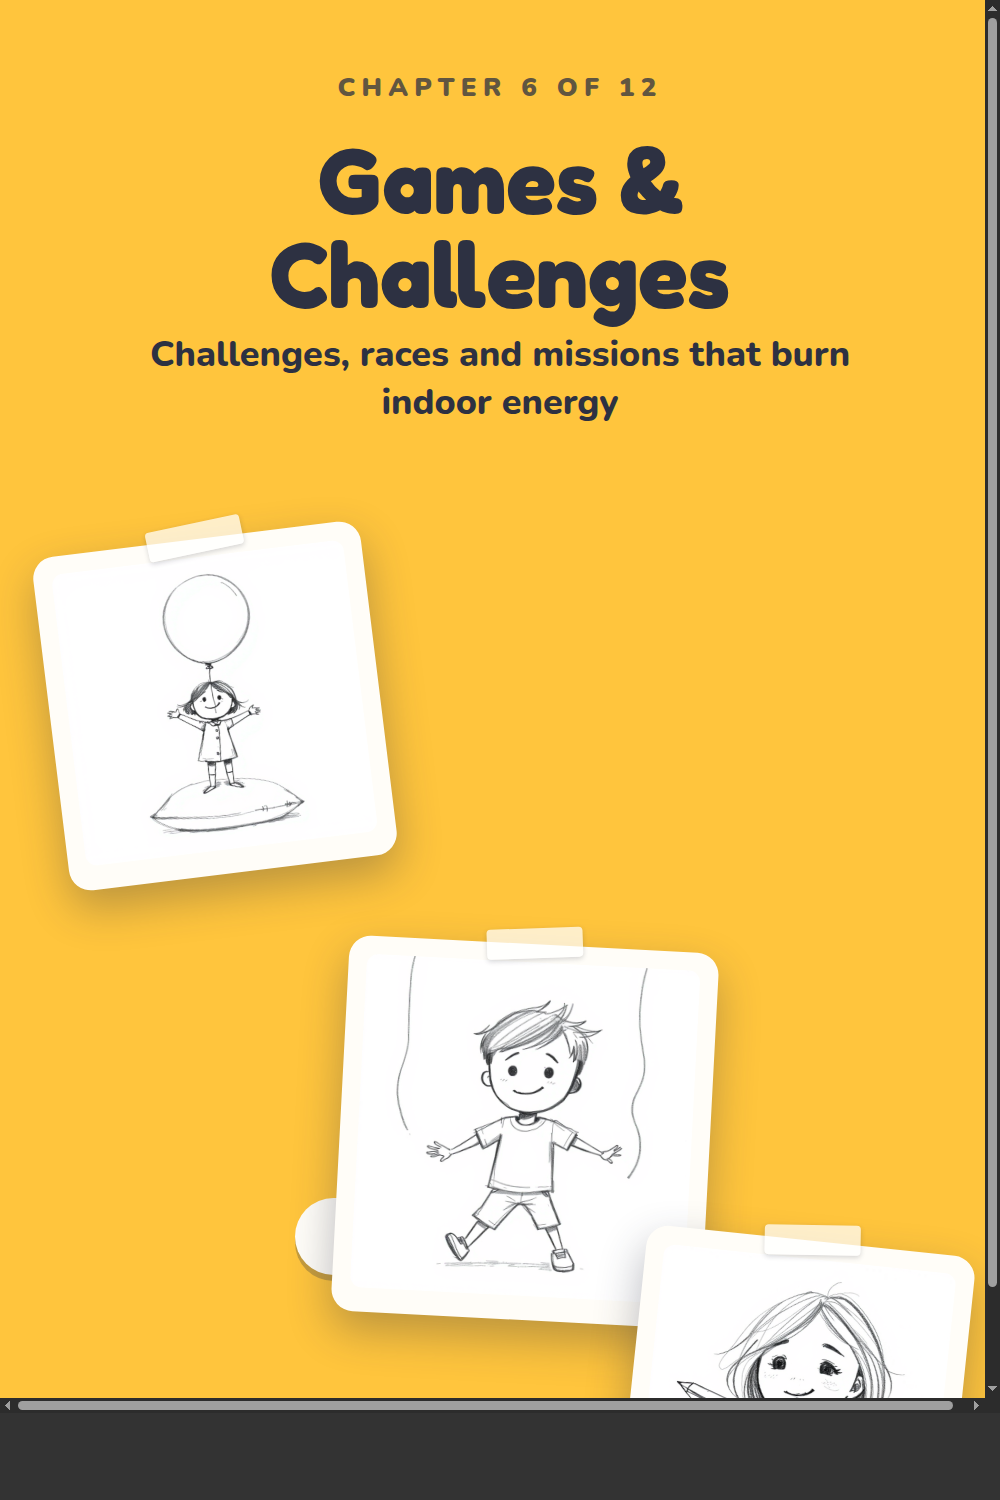 CHAPTER 6 OF 12
Games &
Challenges
Challenges, races and missions that burn
indoor energy